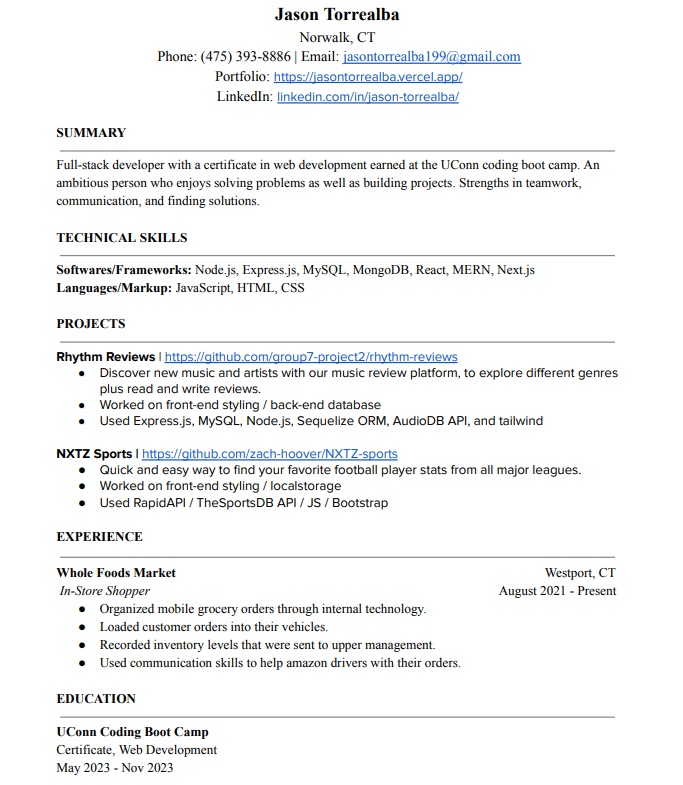 Jason Torrealba
Norwalk, CT
Phone: (475) 393-8886 | Email: jasontorrealba199@gmail.com
Portfolio: https://jasontorrealba.vercel.app/
LinkedIn: linkedin.com/in/jason-torrealba/
SUMMARY
Full-stack developer with a certificate in web development earned at the UConn coding boot camp. An
ambitious person who enjoys solving problems as well as building projects. Strengths in teamwork,
communication, and finding solutions.
TECHNICAL SKILLS
Softwares/Frameworks: Node.js, Express.js, MySQL, MongoDB, React, MERN, Next.js
Languages/Markup: JavaScript, HTML, CSS
PROJECTS
Rhythm Reviews | https://github.com/group7-project2/rhythm-reviews
● Discover new music and artists with our music review platform, to explore different genres
plus read and write reviews.
● Worked on front-end styling / back-end database
● Used Express.js, MySQL, Node.js, Sequelize ORM, AudioDB API, and tailwind
NXTZ Sports | https://github.com/zach-hoover/NXTZ-sports
● Quick and easy way to find your favorite football player stats from all major leagues.
● Worked on front-end styling / localstorage
● Used RapidAPI / TheSportsDB API / JS / Bootstrap
EXPERIENCE
Whole Foods Market Westport, CT
In-Store Shopper August 2021 - Present
● Organized mobile grocery orders through internal technology.
● Loaded customer orders into their vehicles.
● Recorded inventory levels that were sent to upper management.
● Used communication skills to help amazon drivers with their orders.
EDUCATION
UConn Coding Boot Camp
Certificate, Web Development
May 2023 - Nov 2023